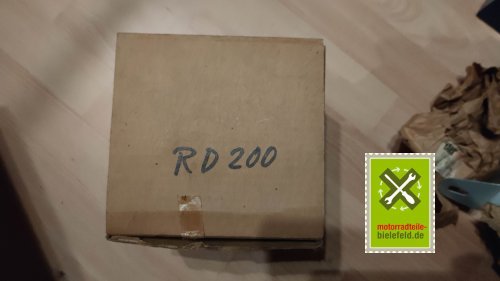 RD 200
motorradteile-
bielefeld.de